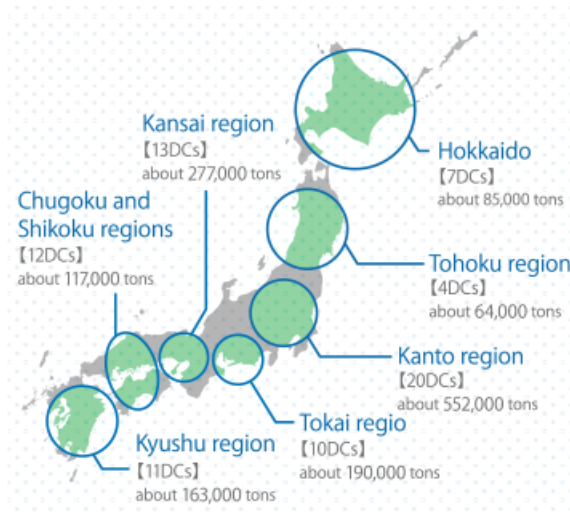 Kansai region
【13DCs】
about 277,000 tons
Chugoku and
Shikoku regions
【12DCs】
about 117,000 tons
Hokkaido
【7DCs】
about 85,000 tons
Tohoku region
【4DCs】
about 64,000 tons
Kanto region
【20DCs】
about 552,000 tons
Tokai regio
【10DCs】
about 190,000 tons
Kyushu region
【11DCs】
about 163,000 tons